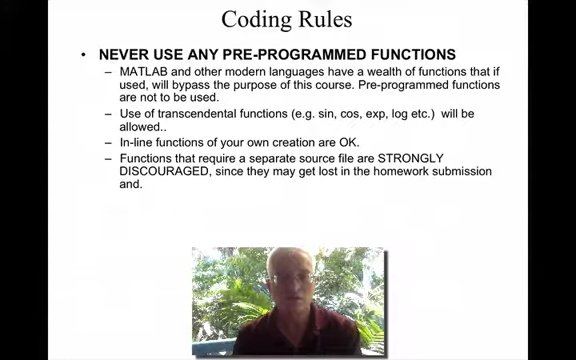 Coding Rules
• NEVER USE ANY PRE-PROGRAMMED FUNCTIONS
– MATLAB and other modern languages have a wealth of functions that if
used, will bypass the purpose of this course. Pre-programmed functions
are not to be used.
– Use of transcendental functions (e.g. sin, cos, exp, log etc.) will be
allowed..
– In-line functions of your own creation are OK.
– Functions that require a separate source file are STRONGLY
DISCOURAGED, since they may get lost in the homework submission
and.